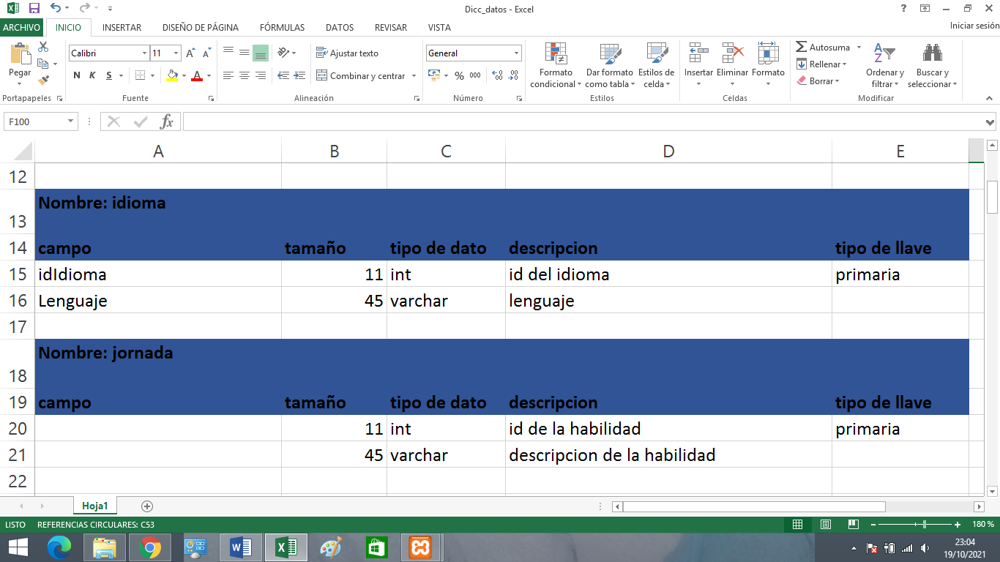 Dicc_datos - Excel
ARCHIVO INICIO INSERTAR DISEÑO DE PÁGINA FÓRMULAS DATOS REVISAR VISTA Iniciar sesión
Pegar
Calibri 11
N K S
Ajustar texto
Combinar y centrar
General
% 000
Formato condicional
Dar formato como tabla
Estilos de celda
Insertar Eliminar Formato
Autosuma
Rellenar
Borrar
Ordenar y filtrar
Buscar y seleccionar
Portapapeles Fuente Alineación Número Estilos Celdas Modificar
F100 fx
A B C D E
12
13 Nombre: idioma
14 campo tamaño tipo de dato descripcion tipo de llave
15 idIdioma 11 int id del idioma primaria
16 Lenguaje 45 varchar lenguaje
17
18 Nombre: jornada
19 campo tamaño tipo de dato descripcion tipo de llave
20 11 int id de la habilidad primaria
21 45 varchar descripcion de la habilidad
22
Hoja1
LISTO REFERENCIAS CIRCULARES: C53 180 %
23:04
19/10/2021